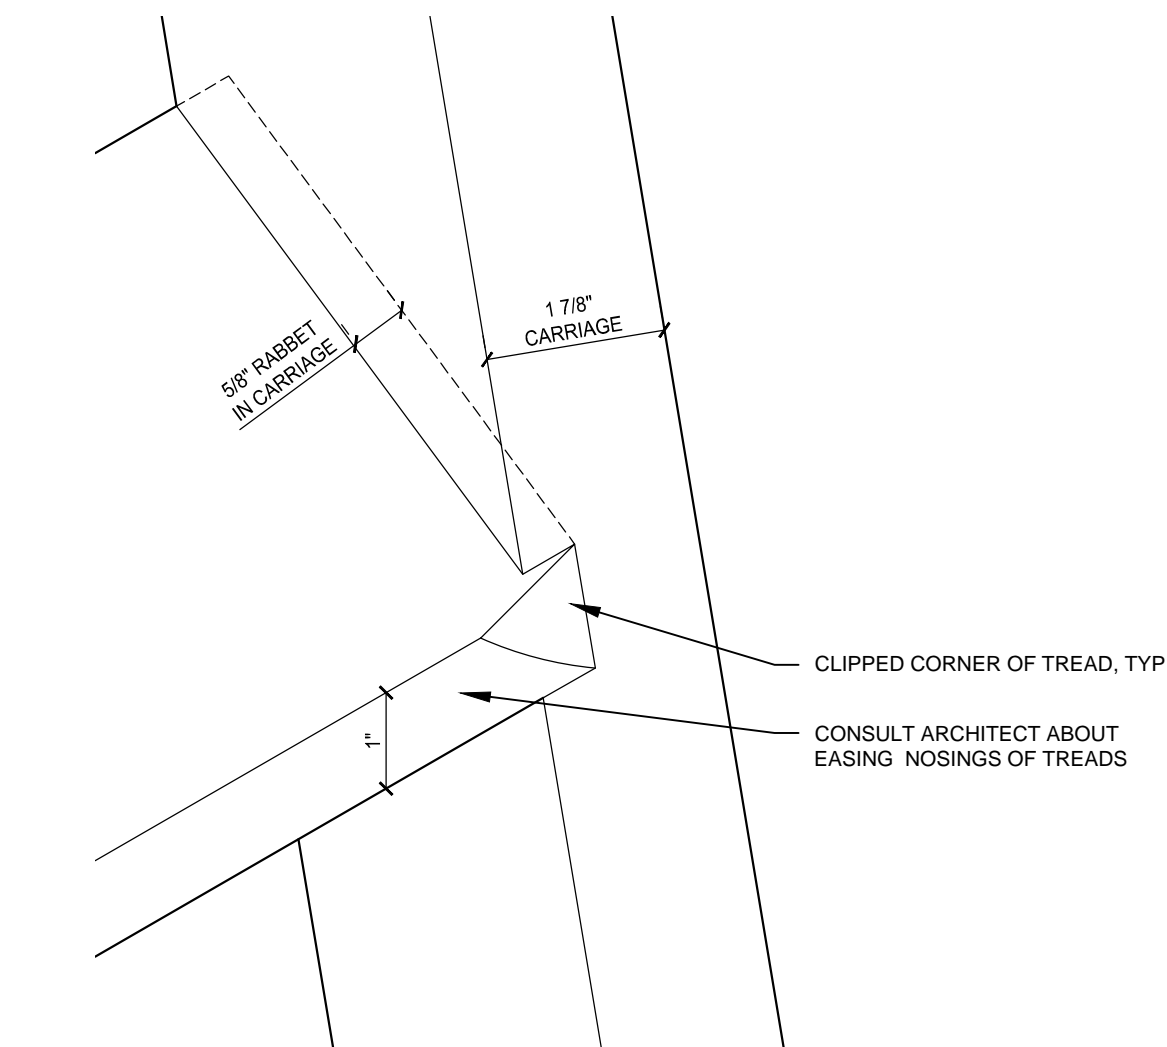 1 7/8"
CARRIAGE
5/8" RABBET
IN CARRIAGE
CLIPPED CORNER OF TREAD, TYP
1"
CONSULT ARCHITECT ABOUT
EASING NOSINGS OF TREADS